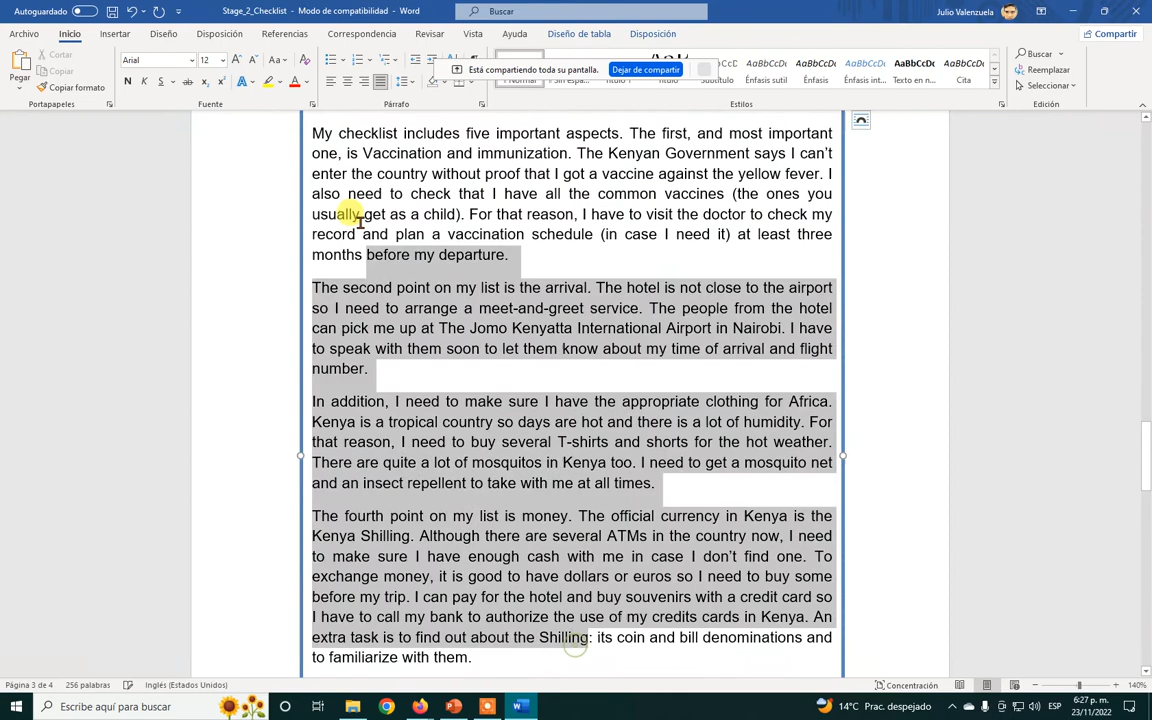 Autoguardado
Stage_2_Checklist - Modo de compatibilidad - Word
Buscar
Julio Valenzuela
Archivo Inicio Insertar Diseño Disposición Referencias Correspondencia Revisar Vista Ayuda Diseño de tabla Disposición Compartir
Pegar
Cortar
Copiar
Copiar formato
Arial 12
Está compartiendo toda su pantalla. Dejar de compartir
Énfasis sutil Énfasis Énfasis int... Texto en n... Cita
Buscar
Reemplazar
Seleccionar
Portapapeles Fuente Párrafo Estilos Edición
My checklist includes five important aspects. The first, and most important
one, is Vaccination and immunization. The Kenyan Government says I can’t
enter the country without proof that I got a vaccine against the yellow fever. I
also need to check that I have all the common vaccines (the ones you
usually get as a child). For that reason, I have to visit the doctor to check my
record and plan a vaccination schedule (in case I need it) at least three
months before my departure.
The second point on my list is the arrival. The hotel is not close to the airport
so I need to arrange a meet-and-greet service. The people from the hotel
can pick me up at The Jomo Kenyatta International Airport in Nairobi. I have
to speak with them soon to let them know about my time of arrival and flight
number.
In addition, I need to make sure I have the appropriate clothing for Africa.
Kenya is a tropical country so days are hot and there is a lot of humidity. For
that reason, I need to buy several T-shirts and shorts for the hot weather.
There are quite a lot of mosquitos in Kenya too. I need to get a mosquito net
and an insect repellent to take with me at all times.
The fourth point on my list is money. The official currency in Kenya is the
Kenya Shilling. Although there are several ATMs in the country now, I need
to make sure I have enough cash with me in case I don’t find one. To
exchange money, it is good to have dollars or euros so I need to buy some
before my trip. I can pay for the hotel and buy souvenirs with a credit card so
I have to call my bank to authorize the use of my credits cards in Kenya. An
extra task is to find out about the Shilling: its coin and bill denominations and
to familiarize with them.
Página 3 de 4 256 palabras Inglés (Estados Unidos) Concentración 140%
Escribe aquí para buscar
14°C Prac. despejado
ESP
6:27 p. m.
23/11/2022